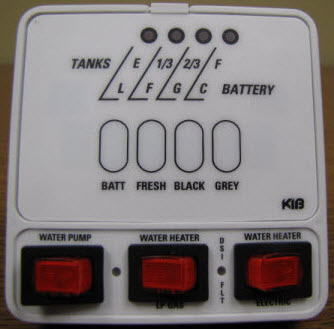 TANKS E 1/3 2/3 F
L F G C BATTERY
BATT FRESH BLACK GREY
KIB
WATER PUMP WATER HEATER DSI FLT WATER HEATER
LP GAS ELECTRIC